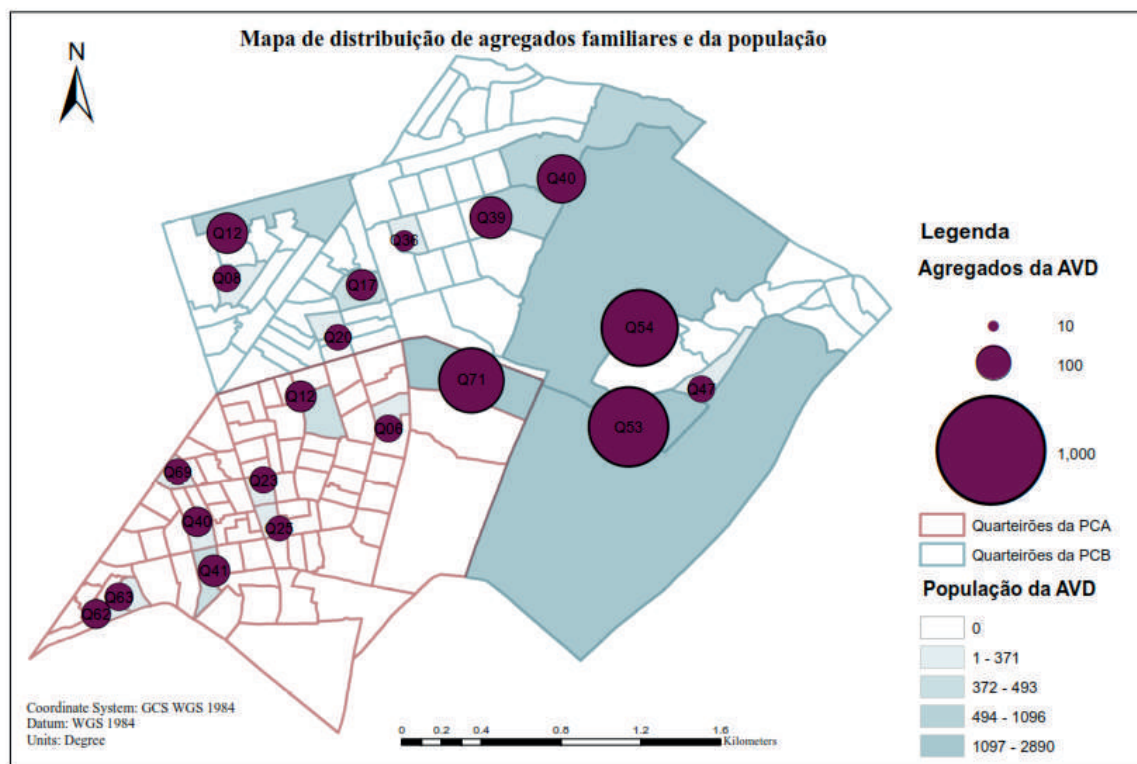 Mapa de distribuição de agregados familiares e da população
N
Q40
Q39
Q12
Q36
Q08
Q17
Q54
Q20
Q71
Q47
Q12
Q53
Q08
Q69
Q23
Q40
Q25
Q41
Q63
Q62
Legenda
Agregados da AVD
10
100
1,000
Quarteirões da PCA
Quarteirões da PCB
População da AVD
0
1 - 371
372 - 493
494 - 1096
1097 - 2890
Coordinate System: GCS WGS 1984
Datum: WGS 1984
Units: Degree
0 0.2 0.4 0.8 1.2 1.6
Kilometers